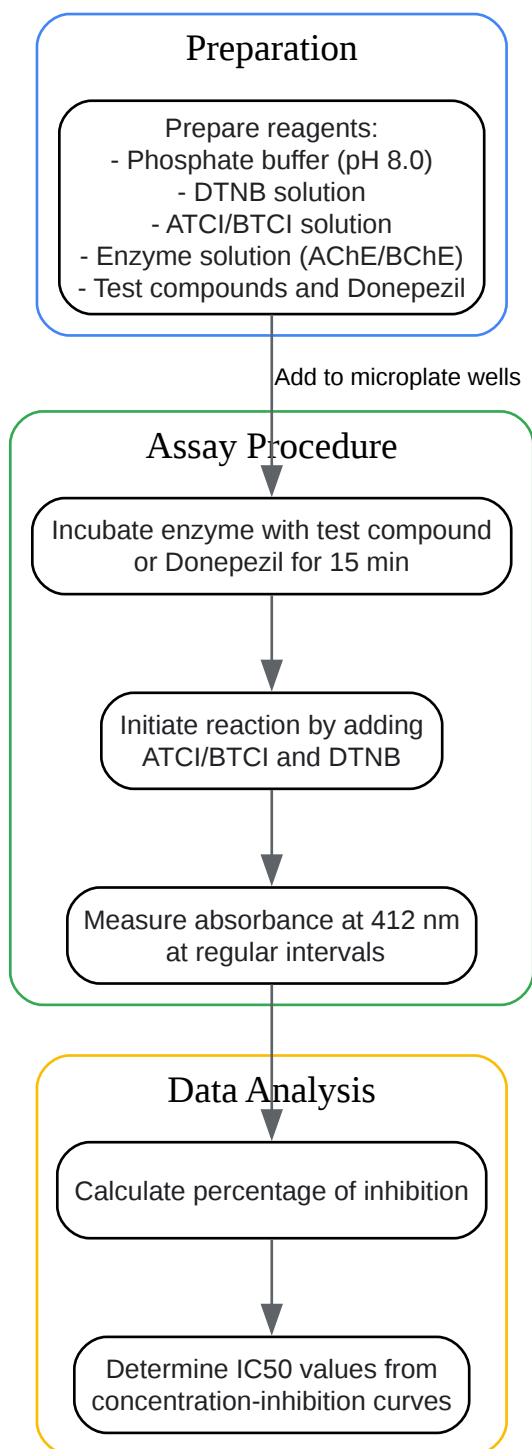 Preparation
Prepare reagents:
- Phosphate buffer (pH 8.0)
- DTNB solution
- ATCI/BTCI solution
- Enzyme solution (AChE/BChE)
- Test compounds and Donepezil
Add to microplate wells
Assay Procedure
Incubate enzyme with test compound
or Donepezil for 15 min
Initiate reaction by adding
ATCI/BTCI and DTNB
Measure absorbance at 412 nm
at regular intervals
Data Analysis
Calculate percentage of inhibition
Determine IC50 values from
concentration-inhibition curves